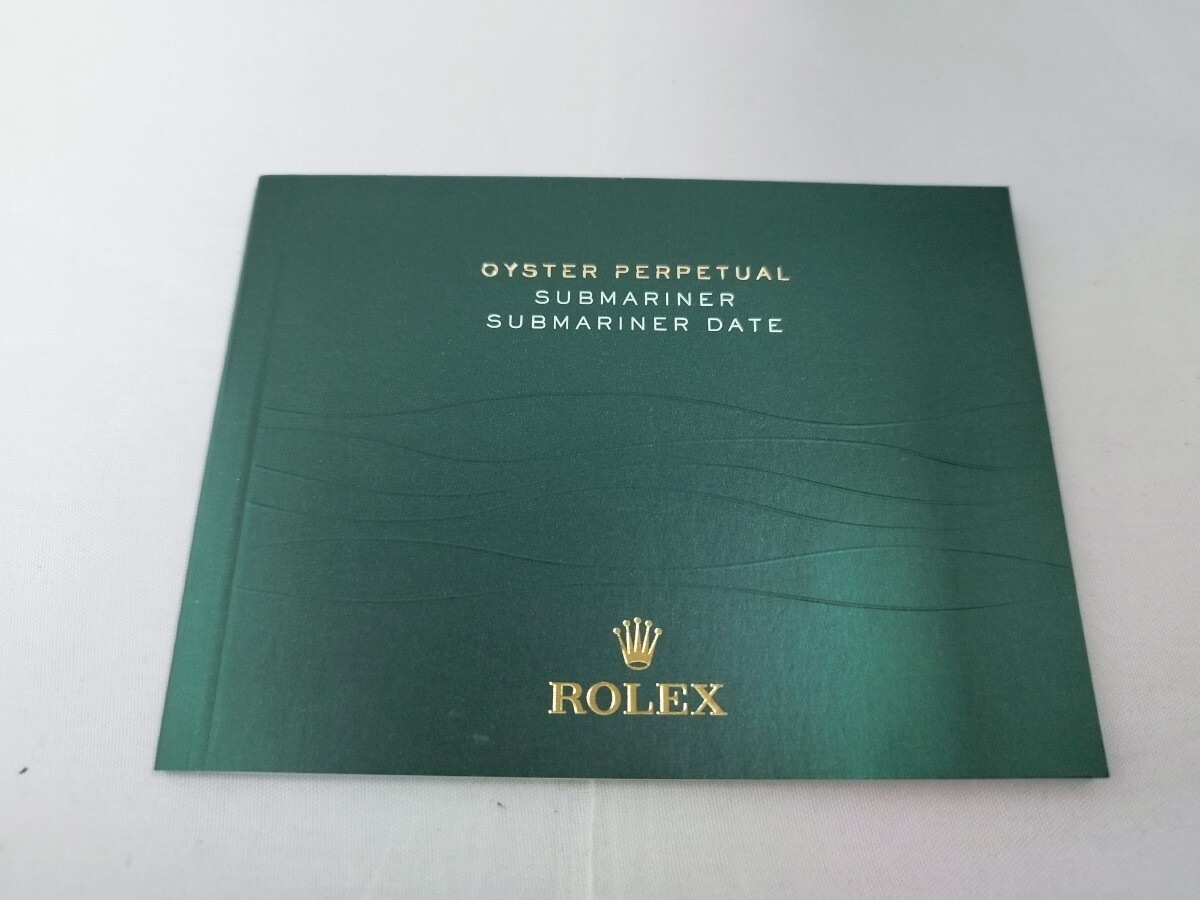 OYSTER PERPETUAL
SUBMARINER
SUBMARINER DATE
ROLEX